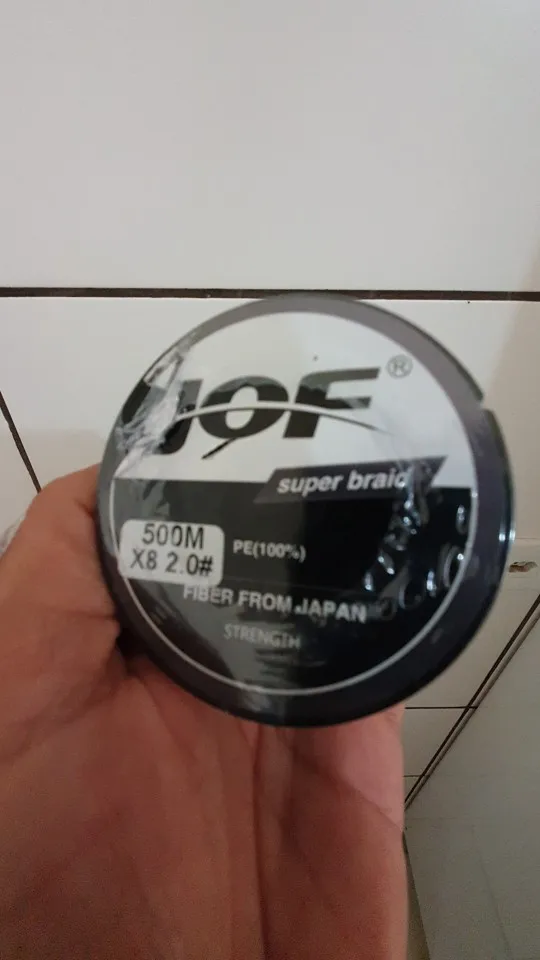 JOF®
super braid
500M
X8 2.0#
PE(100%)
FIBER FROM JAPAN
STRENGTH